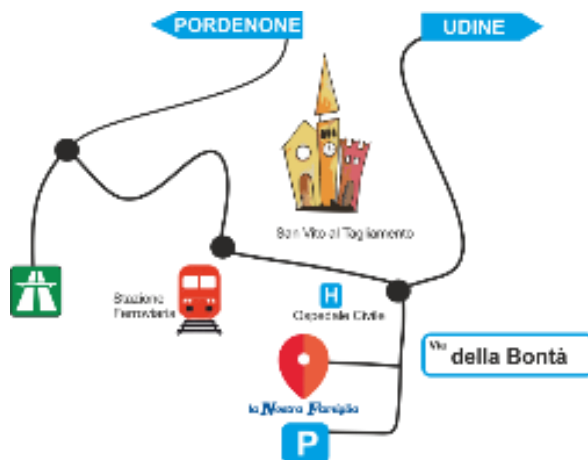 PORDENONE
UDINE
San Vito al Tagliamento
Stazione
Ferroviaria
H
Ospedale Civile
Via della Bontà
la Nostra Famiglia
P